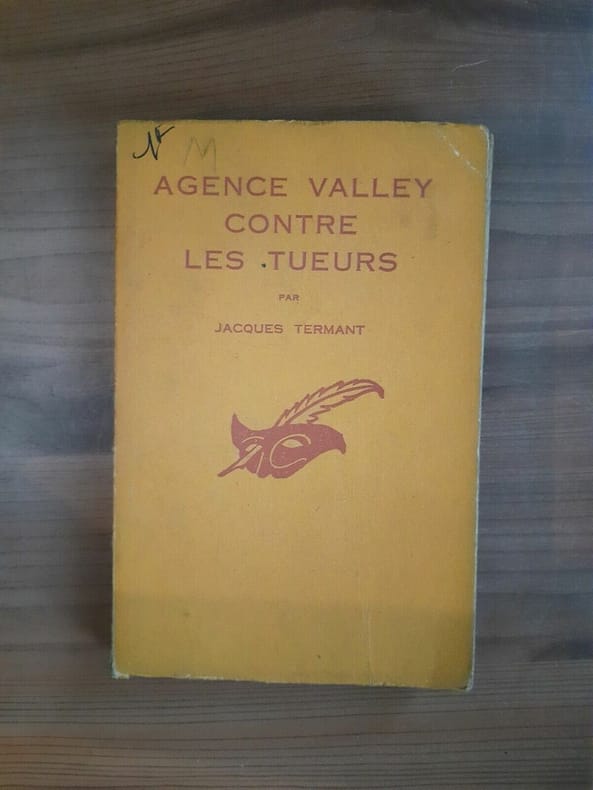 M
AGENCE VALLEY
CONTRE
LES TUEURS
PAR
JACQUES TERMANT